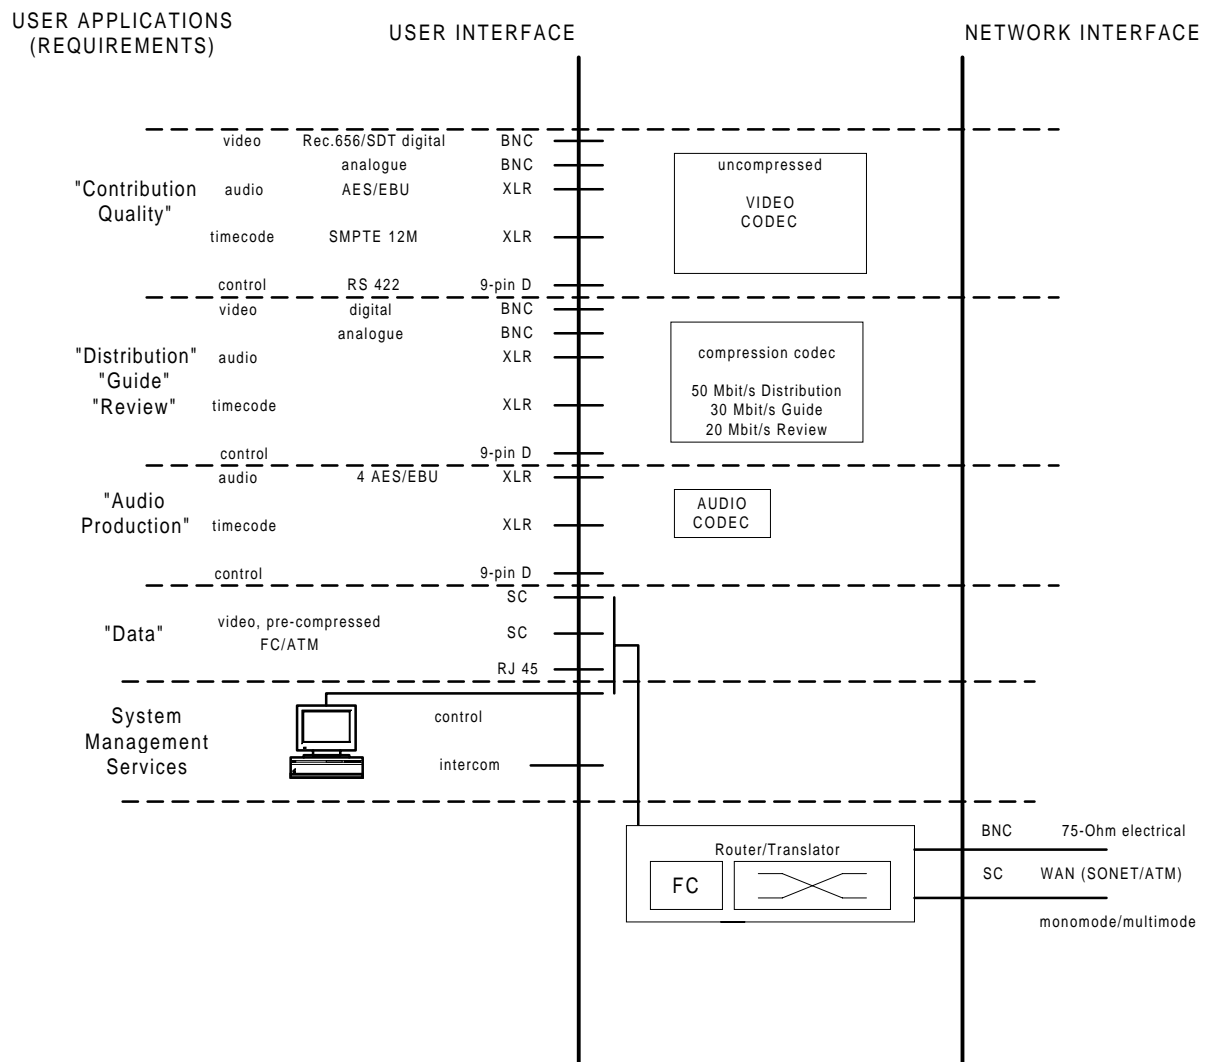 USER APPLICATIONS
(REQUIREMENTS)
USER INTERFACE
NETWORK INTERFACE
video Rec.656/SDT digital BNC
analogue BNC
uncompressed
"Contribution
Quality"
audio AES/EBU XLR
VIDEO
CODEC
timecode SMPTE 12M XLR
control RS 422 9-pin D
video digital BNC
analogue BNC
"Distribution"
"Guide"
"Review"
audio XLR
compression codec
50 Mbit/s Distribution
30 Mbit/s Guide
20 Mbit/s Review
timecode XLR
control 9-pin D
audio 4 AES/EBU XLR
"Audio
Production"
AUDIO
CODEC
timecode XLR
control 9-pin D
SC
"Data"
video, pre-compressed
FC/ATM
SC
RJ 45
System
Management
Services
control
intercom
BNC 75-Ohm electrical
Router/Translator
FC
SC WAN (SONET/ATM)
monomode/multimode